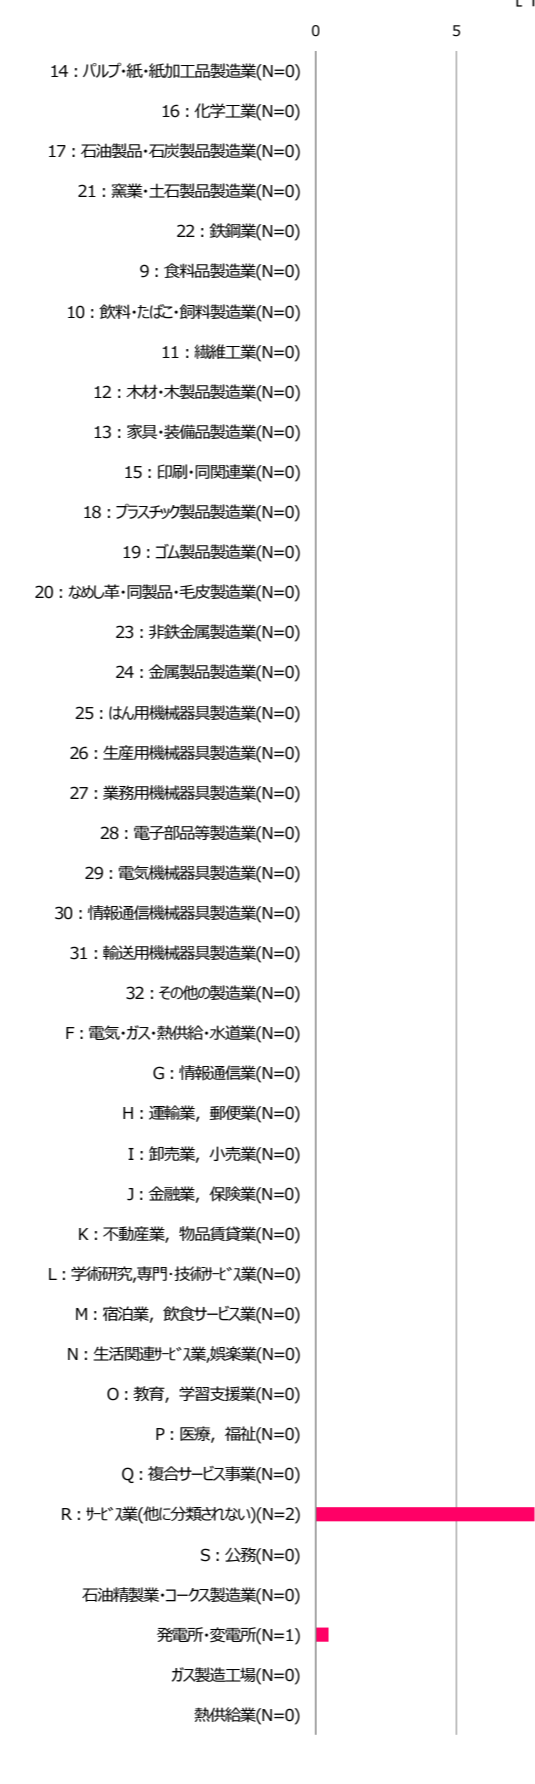 0 5
14：パルプ・紙・紙加工品製造業(N=0)
16：化学工業(N=0)
17：石油製品・石炭製品製造業(N=0)
21：窯業・土石製品製造業(N=0)
22：鉄鋼業(N=0)
9：食料品製造業(N=0)
10：飲料・たばこ・飼料製造業(N=0)
11：繊維工業(N=0)
12：木材・木製品製造業(N=0)
13：家具・装備品製造業(N=0)
15：印刷・同関連業(N=0)
18：プラスチック製品製造業(N=0)
19：ゴム製品製造業(N=0)
20：なめし革・同製品・毛皮製造業(N=0)
23：非鉄金属製造業(N=0)
24：金属製品製造業(N=0)
25：はん用機械器具製造業(N=0)
26：生産用機械器具製造業(N=0)
27：業務用機械器具製造業(N=0)
28：電子部品等製造業(N=0)
29：電気機械器具製造業(N=0)
30：情報通信機械器具製造業(N=0)
31：輸送用機械器具製造業(N=0)
32：その他の製造業(N=0)
F：電気・ガス・熱供給・水道業(N=0)
G：情報通信業(N=0)
H：運輸業，郵便業(N=0)
I：卸売業，小売業(N=0)
J：金融業，保険業(N=0)
K：不動産業，物品賃貸業(N=0)
L：学術研究,専門・技術ｻｰﾋﾞｽ業(N=0)
M：宿泊業，飲食サービス業(N=0)
N：生活関連ｻｰﾋﾞｽ業,娯楽業(N=0)
O：教育，学習支援業(N=0)
P：医療，福祉(N=0)
Q：複合サービス事業(N=0)
R：ｻｰﾋﾞｽ業(他に分類されない)(N=2)
S：公務(N=0)
石油精製業・コークス製造業(N=0)
発電所・変電所(N=1)
ガス製造工場(N=0)
熱供給業(N=0)